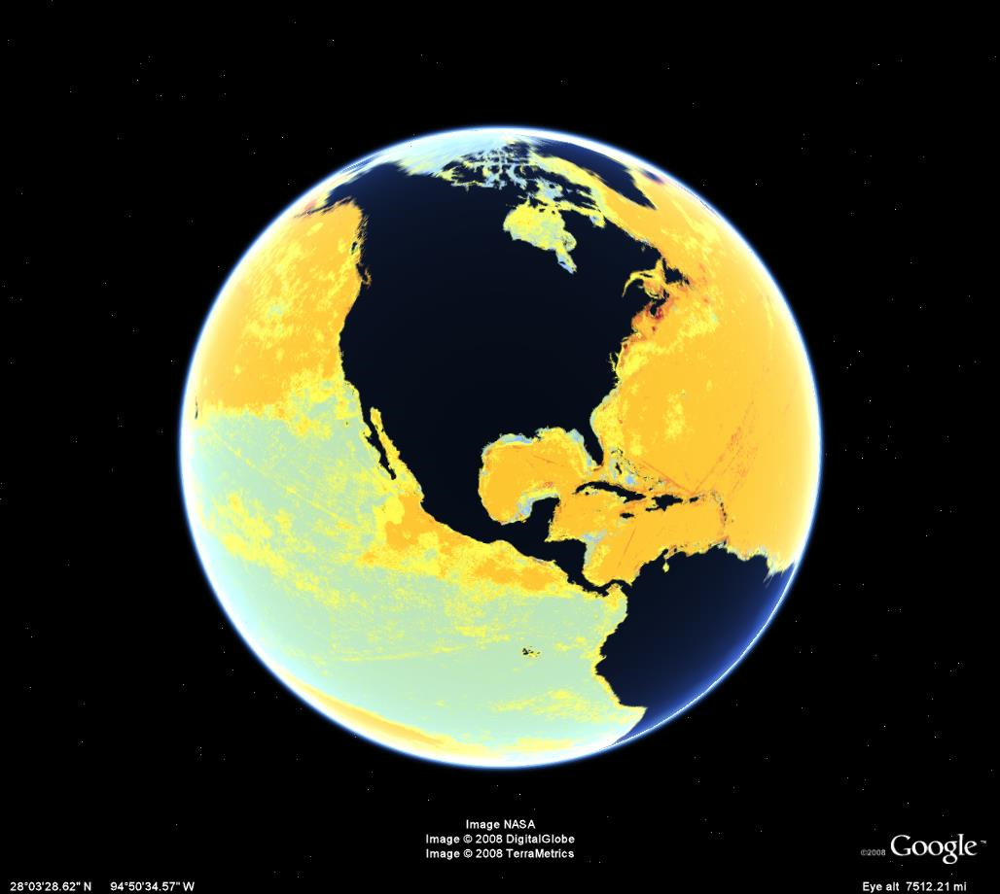 Image NASA
Image © 2008 DigitalGlobe
Image © 2008 TerraMetrics
©2008 Google™
28°03'28.62" N 94°50'34.57" W
Eye alt 7512.21 mi